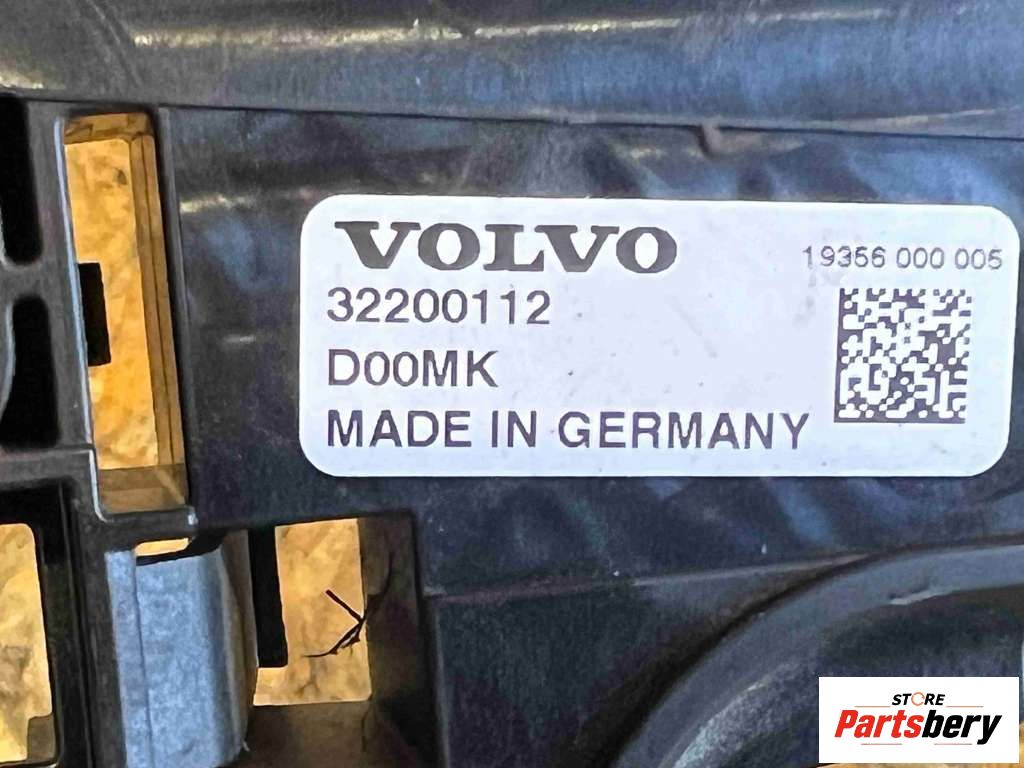 VOLVO
19356 000 005
32200112
D00MK
MADE IN GERMANY
STORE
Partsbery